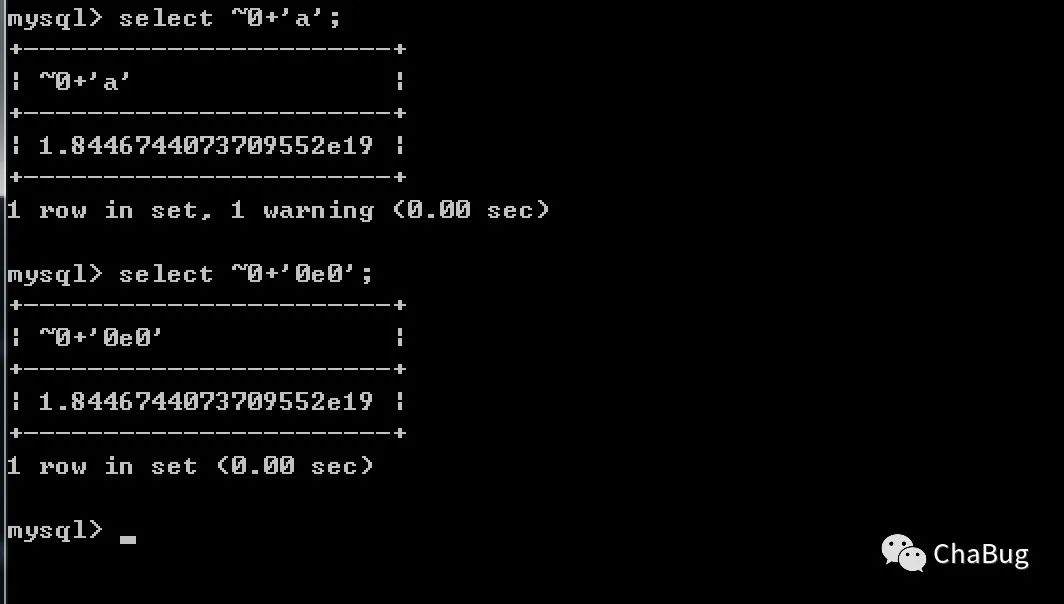 mysql> select ~0+'a';
+-----------------------+
| ~0+'a'                |
+-----------------------+
| 1.8446744073709552e19 |
+-----------------------+
1 row in set, 1 warning (0.00 sec)
mysql> select ~0+'0e0';
+-----------------------+
| ~0+'0e0'              |
+-----------------------+
| 1.8446744073709552e19 |
+-----------------------+
1 row in set (0.00 sec)
mysql> _
ChaBug